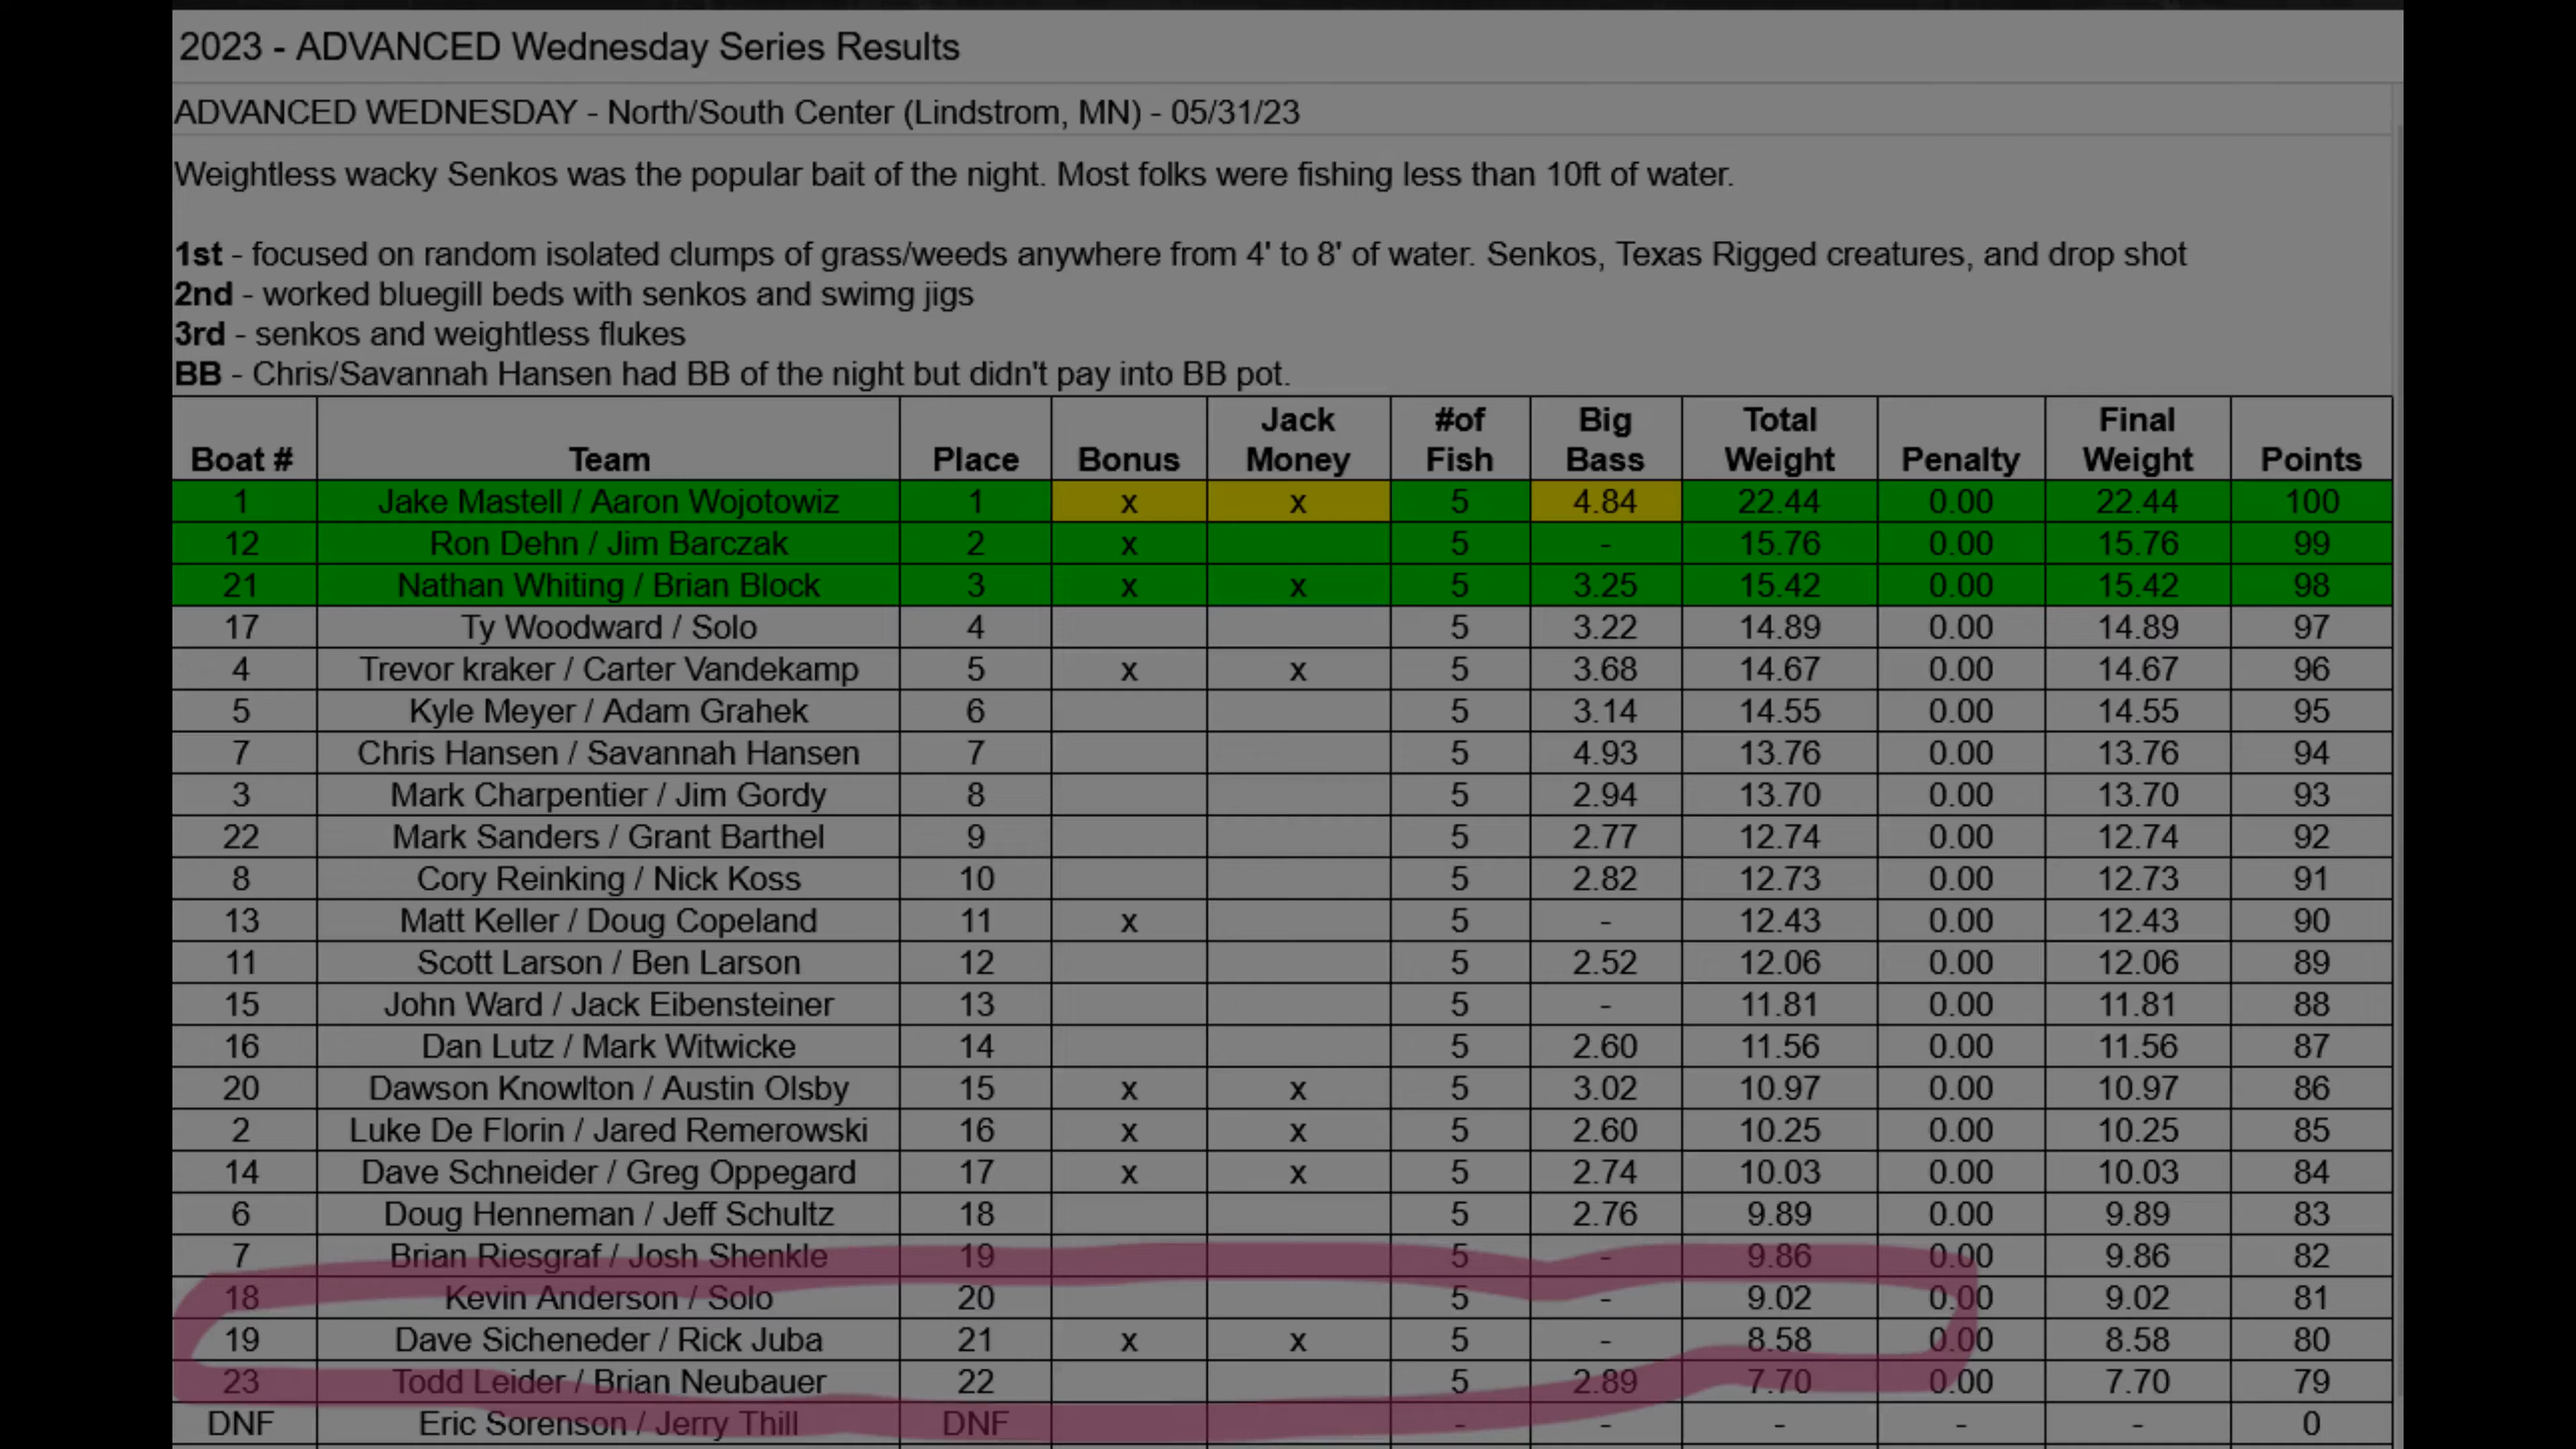 2023 - ADVANCED Wednesday Series Results
ADVANCED WEDNESDAY - North/South Center (Lindstrom, MN) - 05/31/23
Weightless wacky Senkos was the popular bait of the night. Most folks were fishing less than 10ft of water.
1st - focused on random isolated clumps of grass/weeds anywhere from 4' to 8' of water. Senkos, Texas Rigged creatures, and drop shot
2nd - worked bluegill beds with senkos and swimg jigs
3rd - senkos and weightless flukes
BB - Chris/Savannah Hansen had BB of the night but didn't pay into BB pot.
Boat # Team Place Bonus Jack Money #of Fish Big Bass Total Weight Penalty Final Weight Points
1 Jake Mastell / Aaron Wojotowiz 1 x x 5 4.84 22.44 0.00 22.44 100
12 Ron Dehn / Jim Barczak 2 x 5 - 15.76 0.00 15.76 99
21 Nathan Whiting / Brian Block 3 x x 5 3.25 15.42 0.00 15.42 98
17 Ty Woodward / Solo 4 5 3.22 14.89 0.00 14.89 97
4 Trevor kraker / Carter Vandekamp 5 x x 5 3.68 14.67 0.00 14.67 96
5 Kyle Meyer / Adam Grahek 6 5 3.14 14.55 0.00 14.55 95
7 Chris Hansen / Savannah Hansen 7 5 4.93 13.76 0.00 13.76 94
3 Mark Charpentier / Jim Gordy 8 5 2.94 13.70 0.00 13.70 93
22 Mark Sanders / Grant Barthel 9 5 2.77 12.74 0.00 12.74 92
8 Cory Reinking / Nick Koss 10 5 2.82 12.73 0.00 12.73 91
13 Matt Keller / Doug Copeland 11 x 5 - 12.43 0.00 12.43 90
11 Scott Larson / Ben Larson 12 5 2.52 12.06 0.00 12.06 89
15 John Ward / Jack Eibensteiner 13 5 - 11.81 0.00 11.81 88
16 Dan Lutz / Mark Witwicke 14 5 2.60 11.56 0.00 11.56 87
20 Dawson Knowlton / Austin Olsby 15 x x 5 3.02 10.97 0.00 10.97 86
2 Luke De Florin / Jared Remerowski 16 x x 5 2.60 10.25 0.00 10.25 85
14 Dave Schneider / Greg Oppegard 17 x x 5 2.74 10.03 0.00 10.03 84
6 Doug Henneman / Jeff Schultz 18 5 2.76 9.89 0.00 9.89 83
7 Brian Riesgraf / Josh Shenkle 19 5 - 9.86 0.00 9.86 82
18 Kevin Anderson / Solo 20 5 - 9.02 0.00 9.02 81
19 Dave Sicheneder / Rick Juba 21 x x 5 - 8.58 0.00 8.58 80
23 Todd Leider / Brian Neubauer 22 5 2.89 7.70 0.00 7.70 79
DNF Eric Sorenson / Jerry Thill DNF - - - - - 0